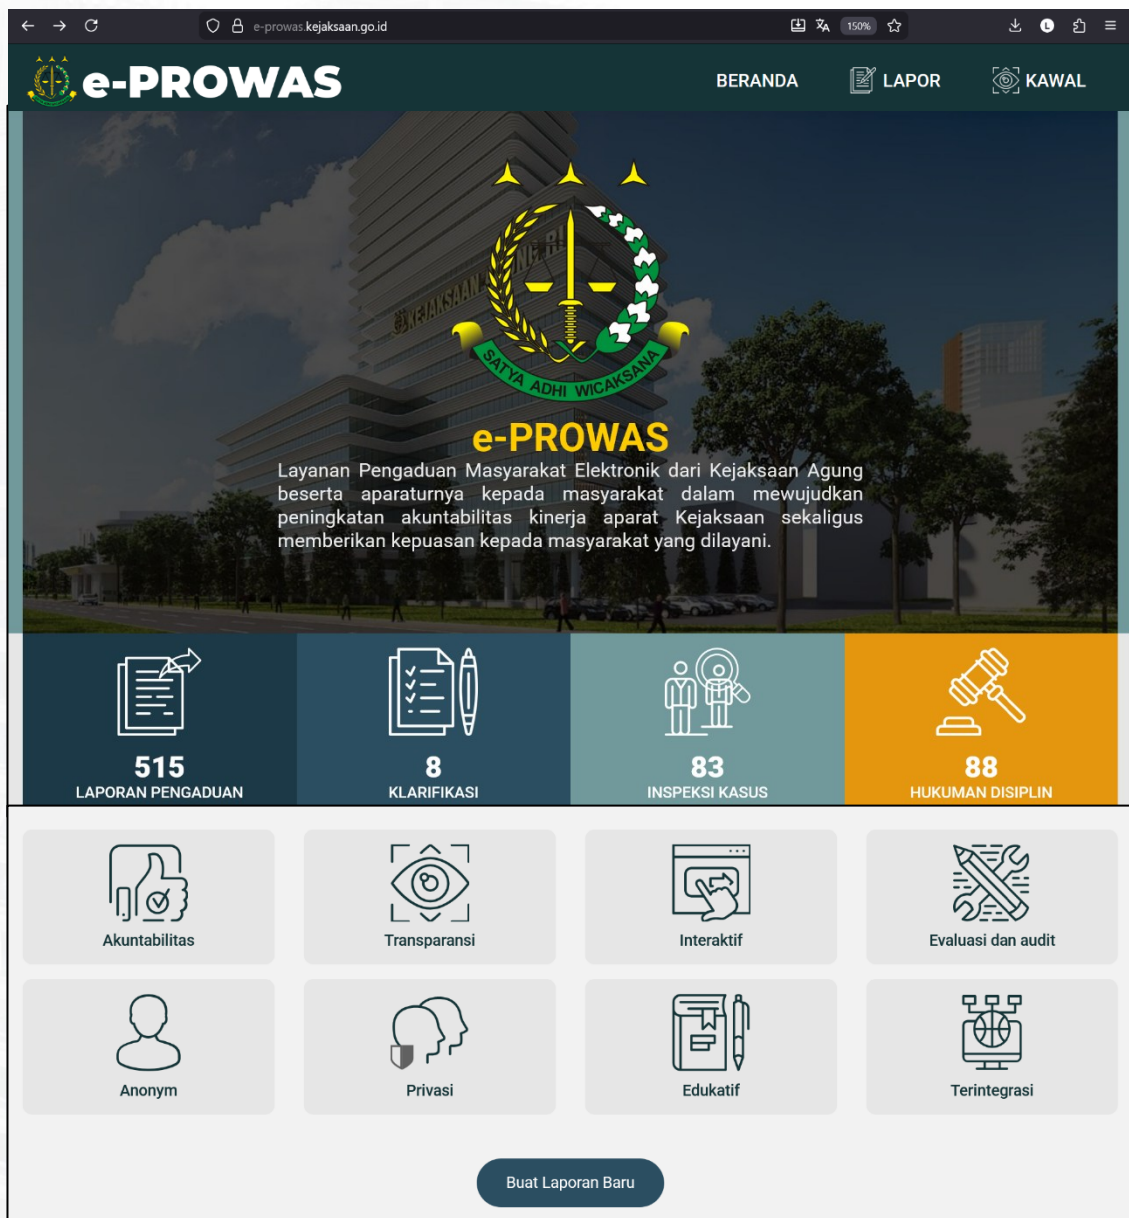 e-prowas.kejaksaan.go.id
150%
L
e-PROWAS
BERANDA
LAPOR
KAWAL
KEJAKSAAN AGUNG RI
SATYA ADHI WICAKSANA
e-PROWAS
Layanan Pengaduan Masyarakat Elektronik dari Kejaksaan Agung
beserta aparaturnya kepada masyarakat dalam mewujudkan
peningkatan akuntabilitas kinerja aparat Kejaksaan sekaligus
memberikan kepuasan kepada masyarakat yang dilayani.
515
LAPORAN PENGADUAN
8
KLARIFIKASI
83
INSPEKSI KASUS
88
HUKUMAN DISIPLIN
Akuntabilitas
Transparansi
Interaktif
Evaluasi dan audit
Anonym
Privasi
Edukatif
Terintegrasi
Buat Laporan Baru